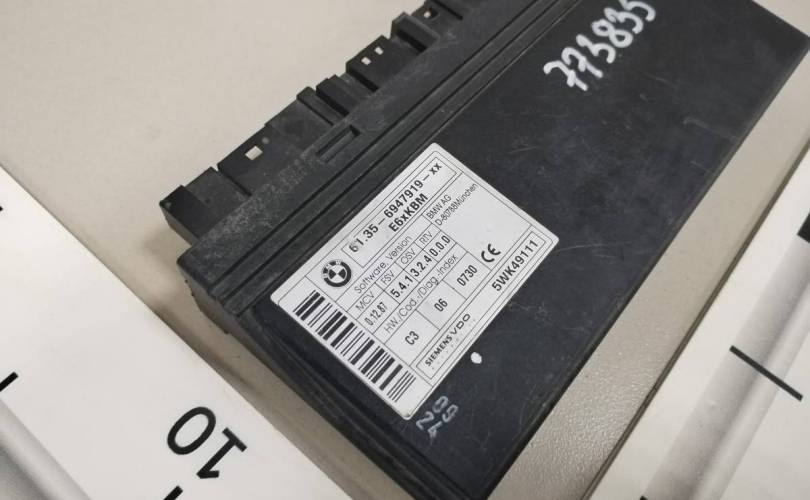 773835
61.35-6947919-xx
E6xKBM
Software. Version
BMW AG
D-80788München
MCV FSV OSV RTV
0.12.87 5.4.1 3.2.4 0.0.0
HW./Cod.-/Diag.-Index
C3 06 0730 CE
SIEMENS VDO
5WK49111
10